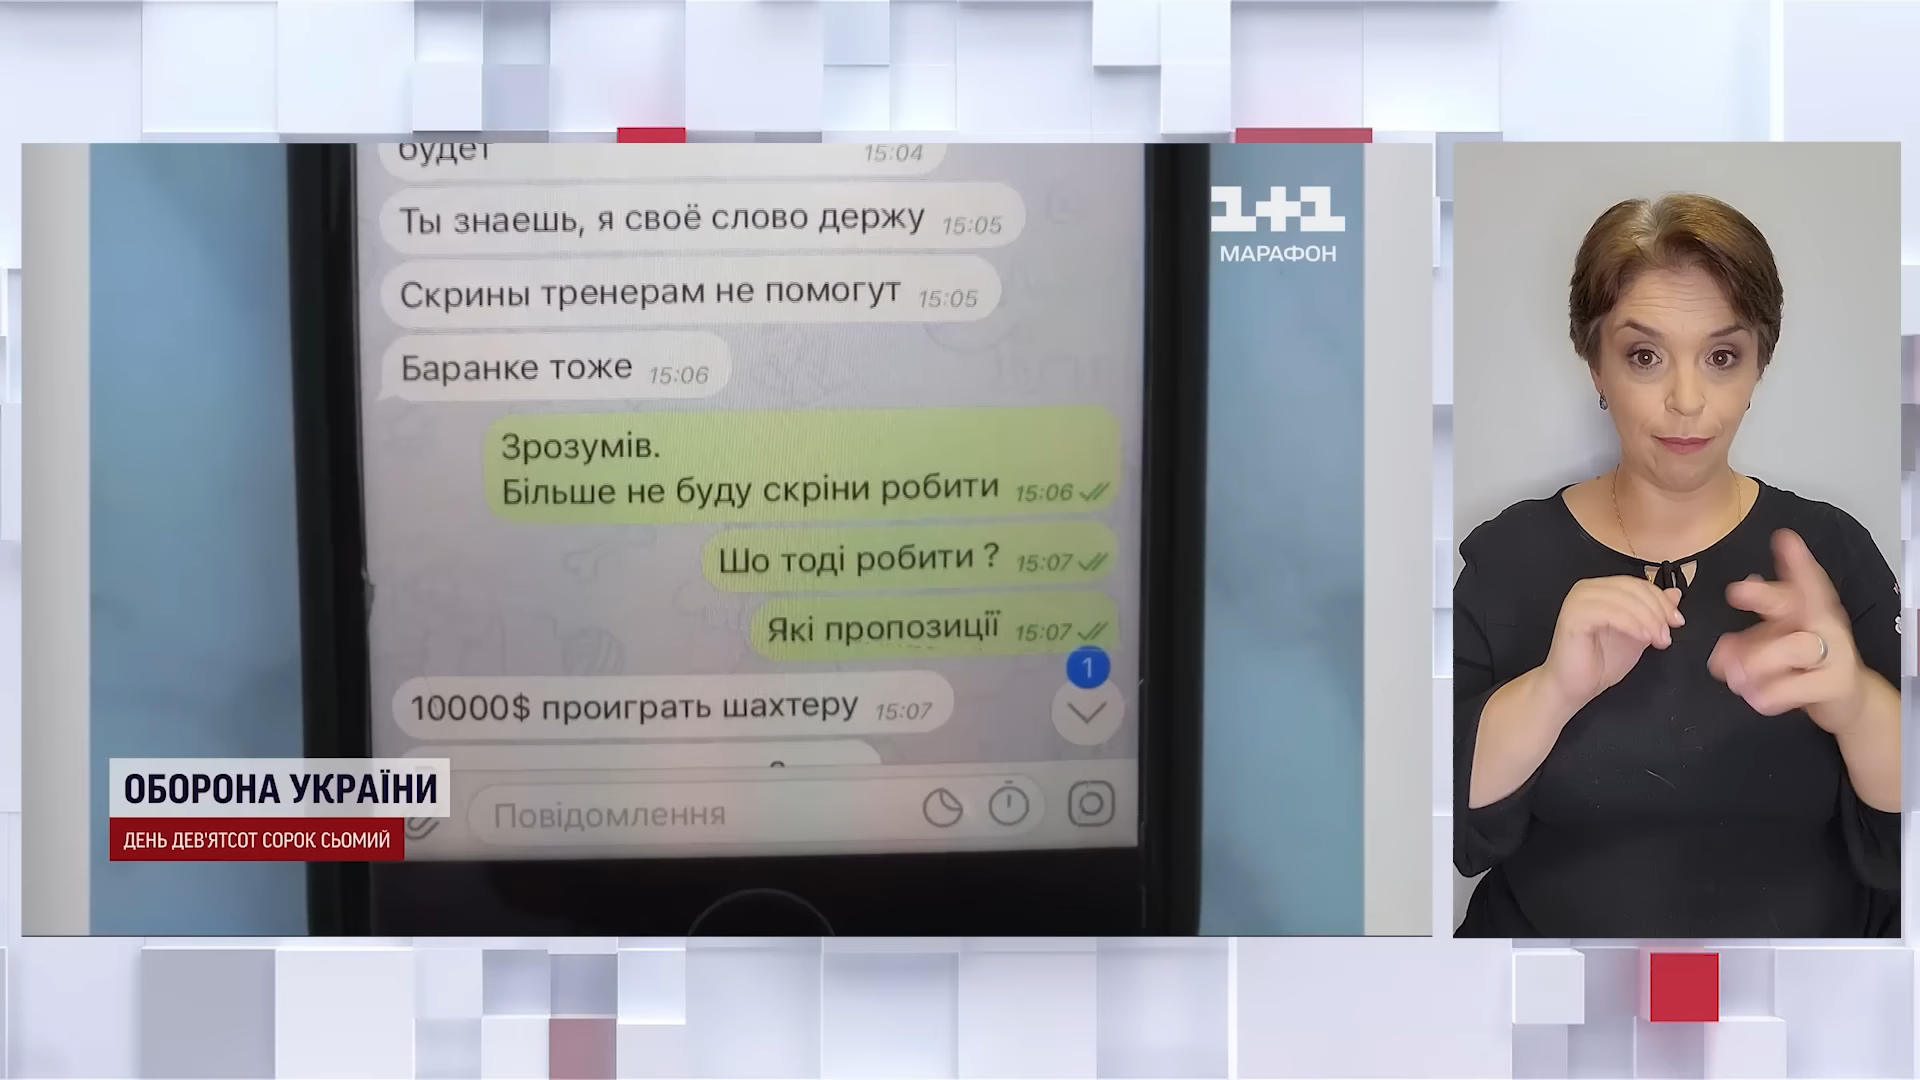 будет 15:04
Ты знаешь, я своё слово держу 15:05
Скрины тренерам не помогут 15:05
Баранке тоже 15:06
Зрозумів.
Більше не буду скріни робити 15:06
Шо тоді робити ? 15:07
Які пропозиції 15:07
1
10000$ проиграть шахтеру 15:07
Повідомлення
1+1
МАРАФОН
ОБОРОНА УКРАЇНИ
ДЕНЬ ДЕВ'ЯТСОТ СОРОК СЬОМИЙ